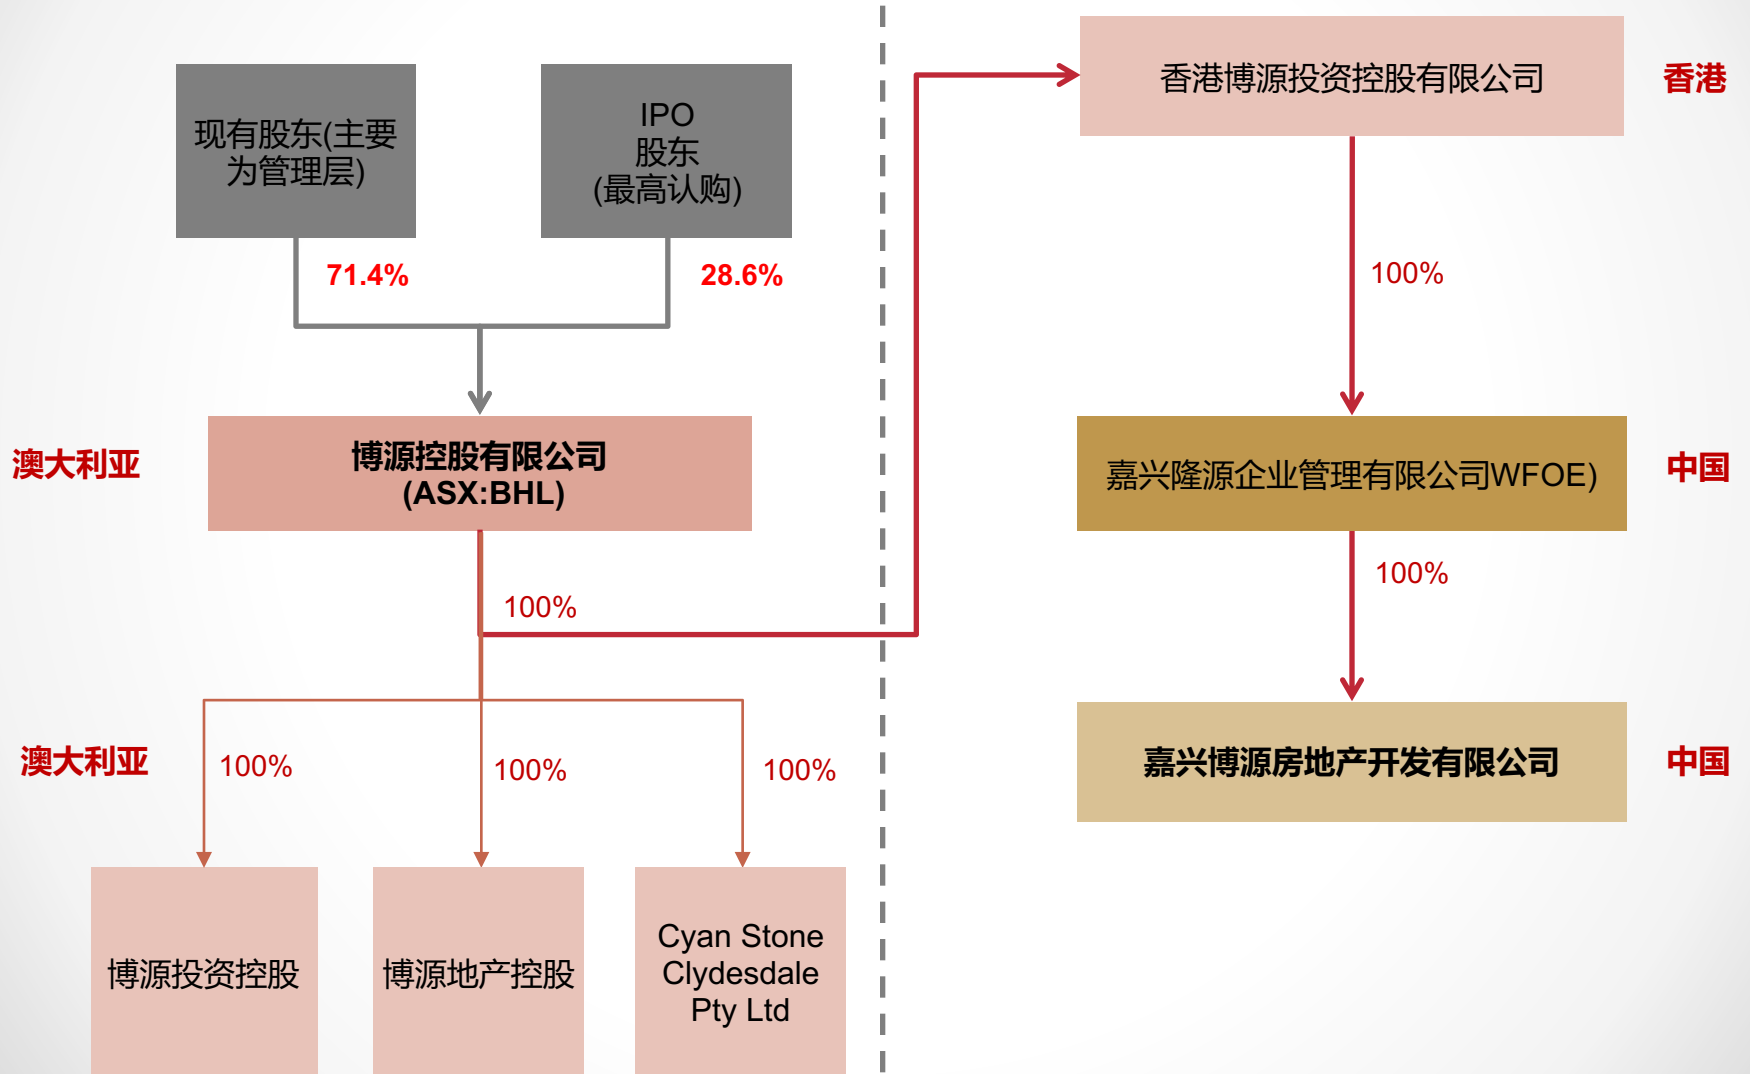 现有股东(主要
为管理层)
IPO
股东
(最高认购)
71.4%
28.6%
澳大利亚
博源控股有限公司
(ASX:BHL)
100%
澳大利亚
100%
100%
100%
博源投资控股
博源地产控股
Cyan Stone
Clydesdale
Pty Ltd
香港博源投资控股有限公司
香港
100%
嘉兴隆源企业管理有限公司WFOE)
中国
100%
嘉兴博源房地产开发有限公司
中国